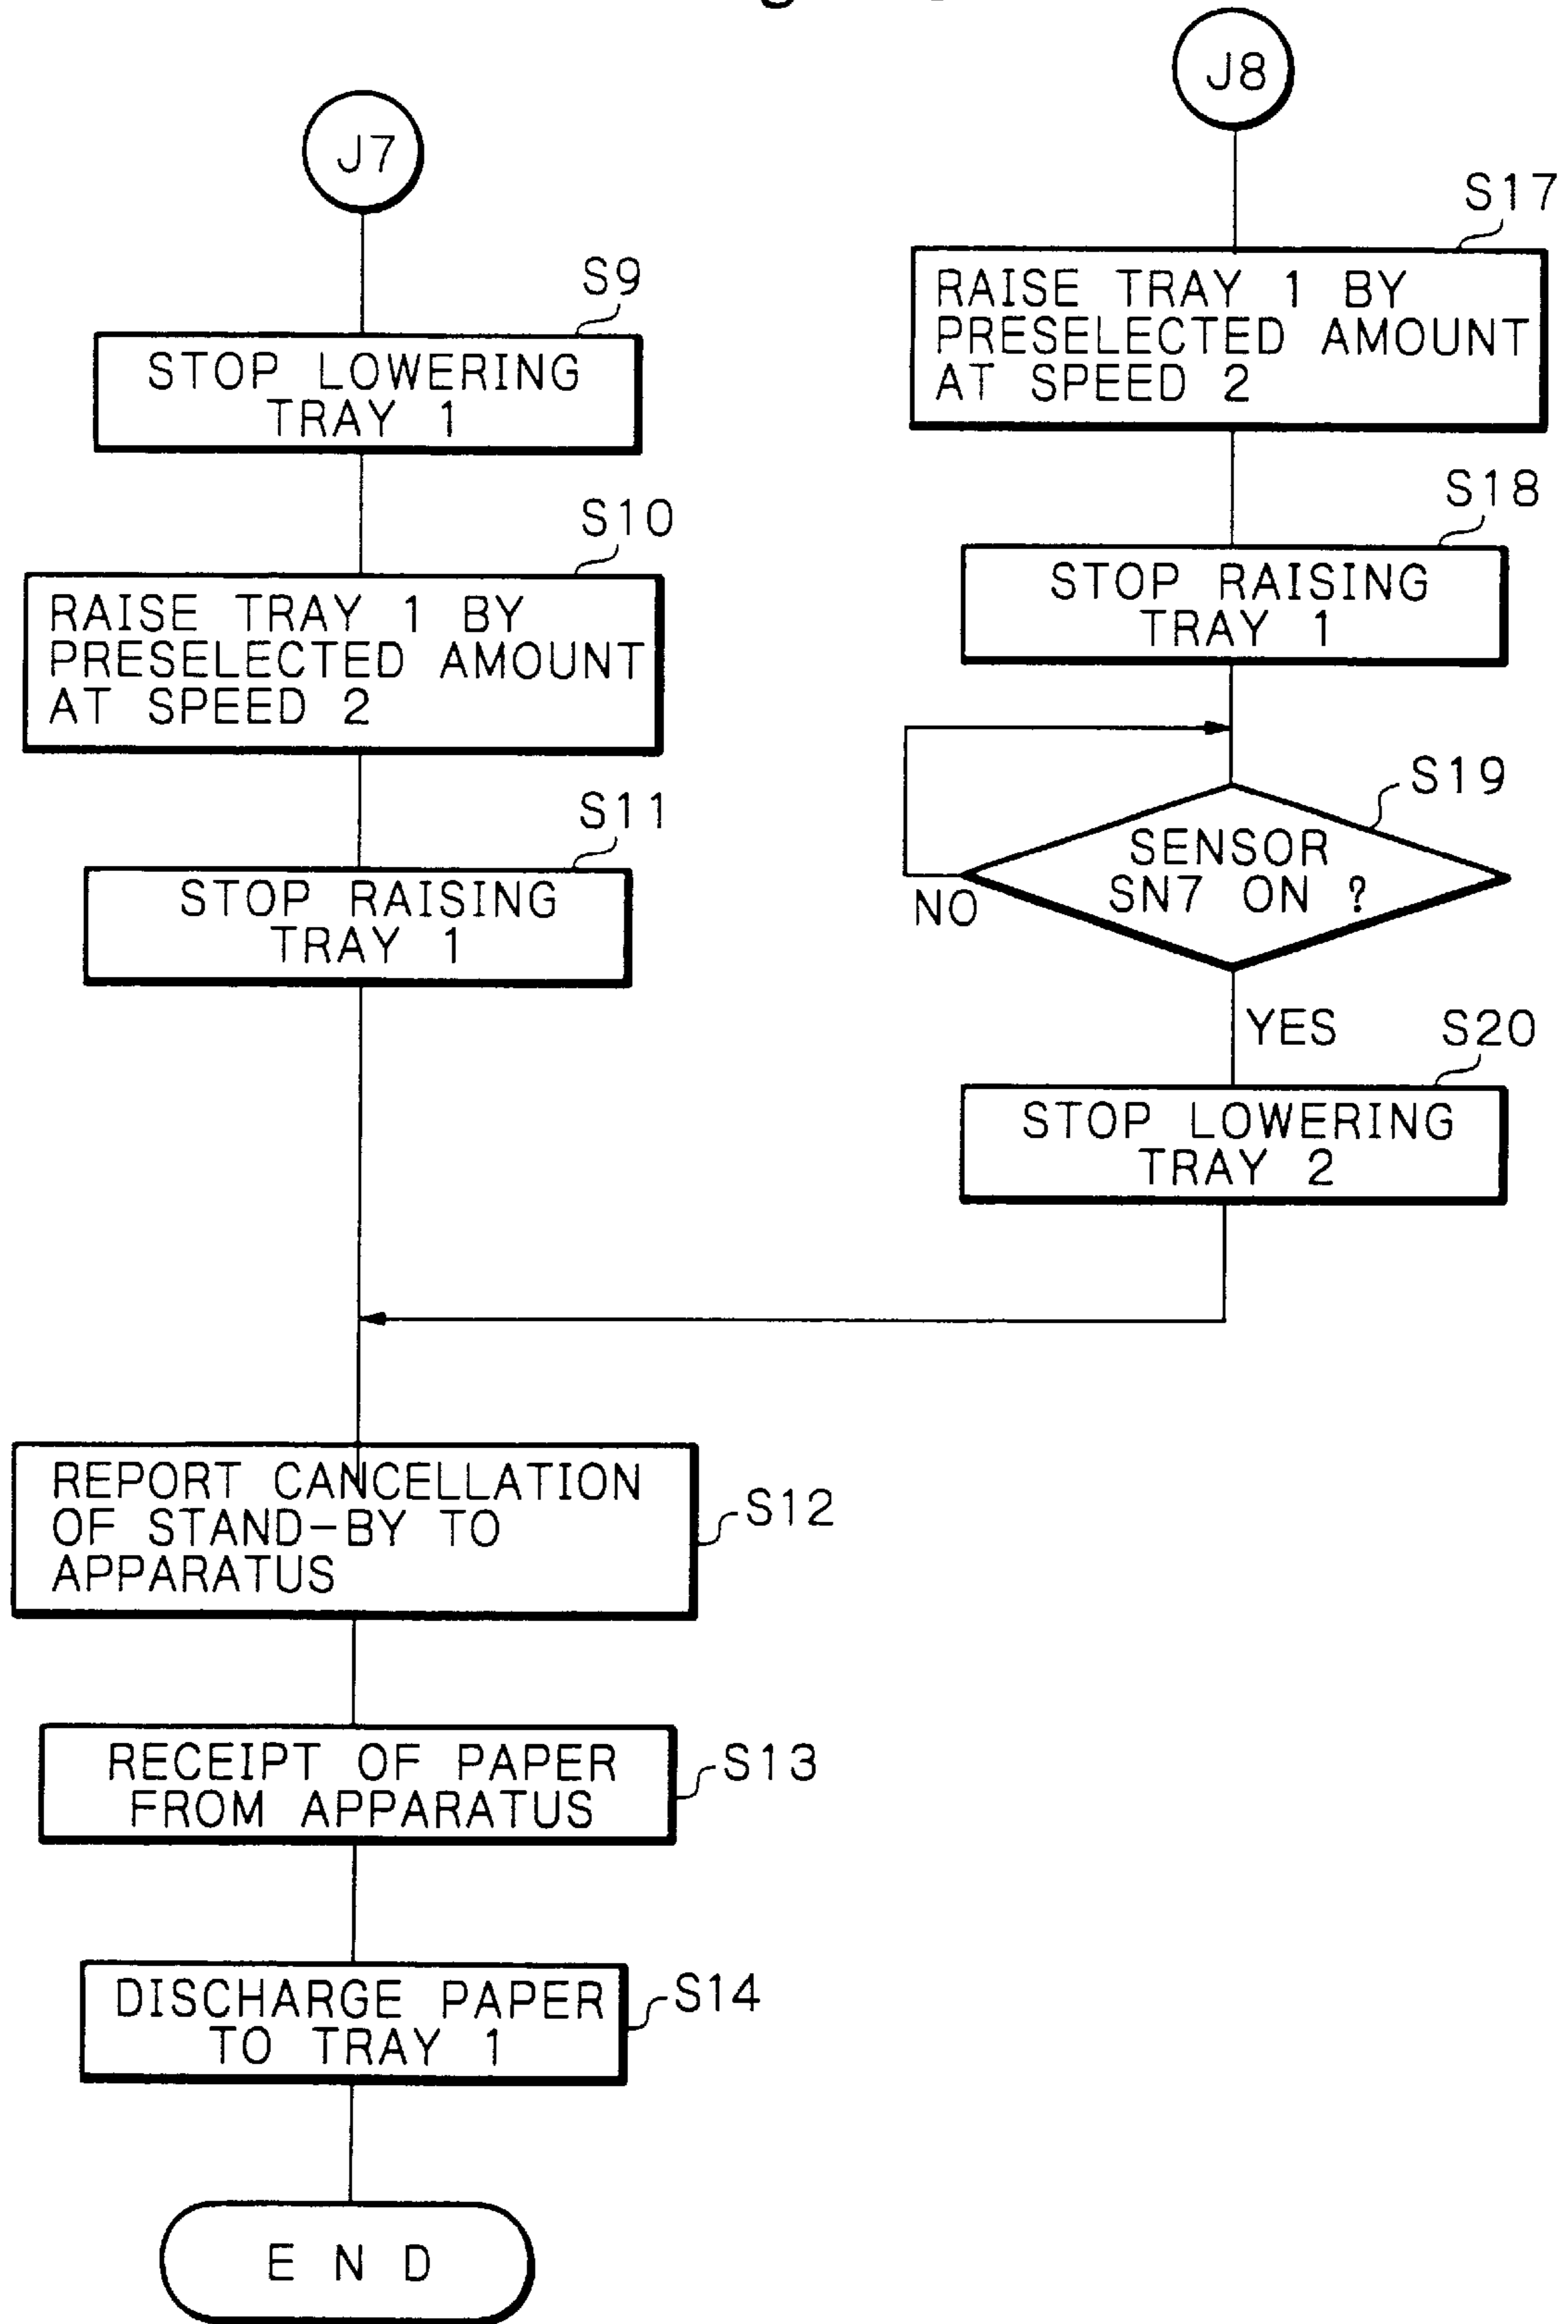 J7
S9
STOP LOWERING
TRAY 1
S10
RAISE TRAY 1 BY
PRESELECTED AMOUNT
AT SPEED 2
S11
STOP RAISING
TRAY 1
J8
S17
RAISE TRAY 1 BY
PRESELECTED AMOUNT
AT SPEED 2
S18
STOP RAISING
TRAY 1
S19
SENSOR
SN7 ON ?
NO
YES
S20
STOP LOWERING
TRAY 2
REPORT CANCELLATION
OF STAND-BY TO
APPARATUS
S12
RECEIPT OF PAPER
FROM APPARATUS
S13
DISCHARGE PAPER
TO TRAY 1
S14
END